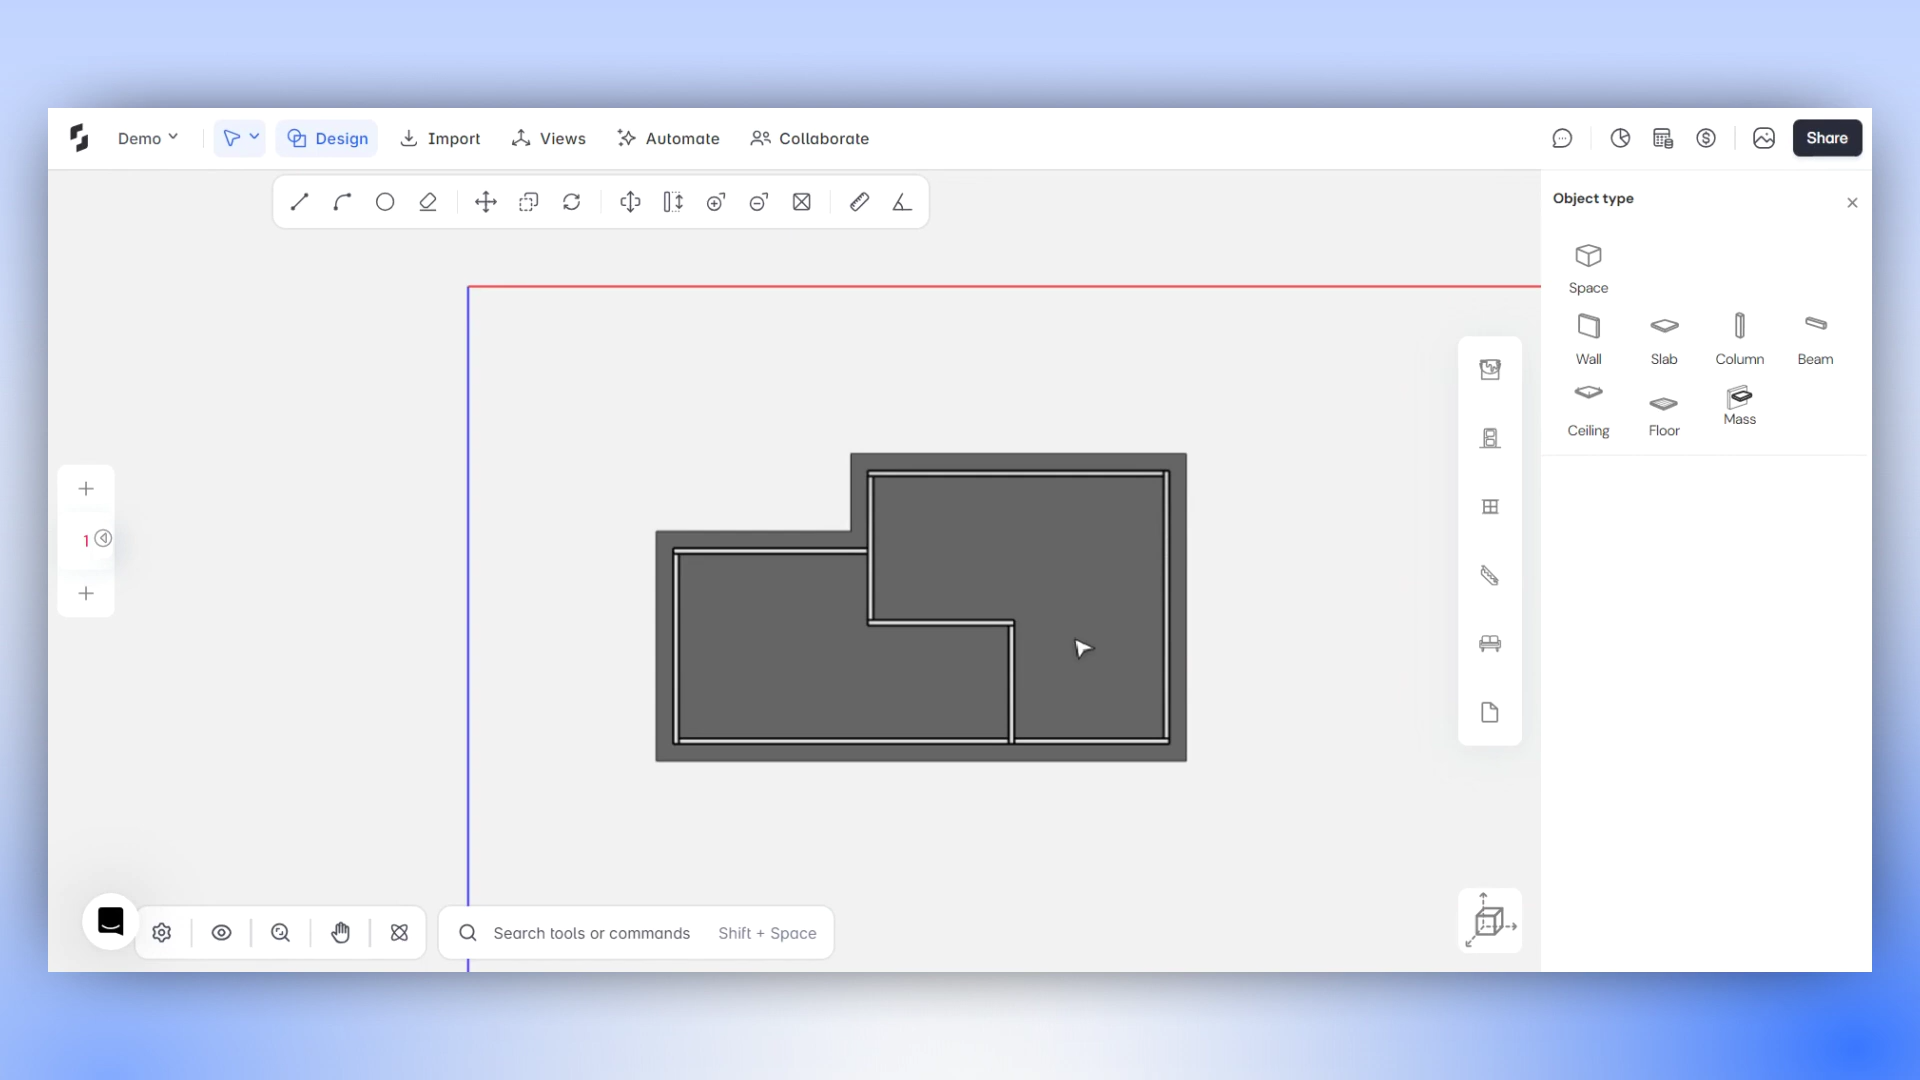 Demo
Design
Import
Views
Automate
Collaborate
Share
Object type
Space
Wall
Slab
Column
Beam
Ceiling
Floor
Mass
1
Search tools or commands
Shift + Space